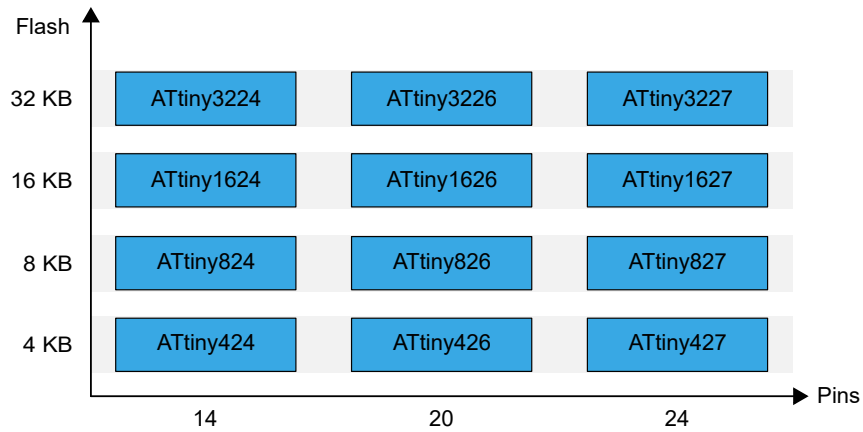 Flash
32 KB
ATtiny3224 ATtiny3226 ATtiny3227
16 KB
ATtiny1624 ATtiny1626 ATtiny1627
8 KB
ATtiny824 ATtiny826 ATtiny827
4 KB
ATtiny424 ATtiny426 ATtiny427
Pins
14 20 24